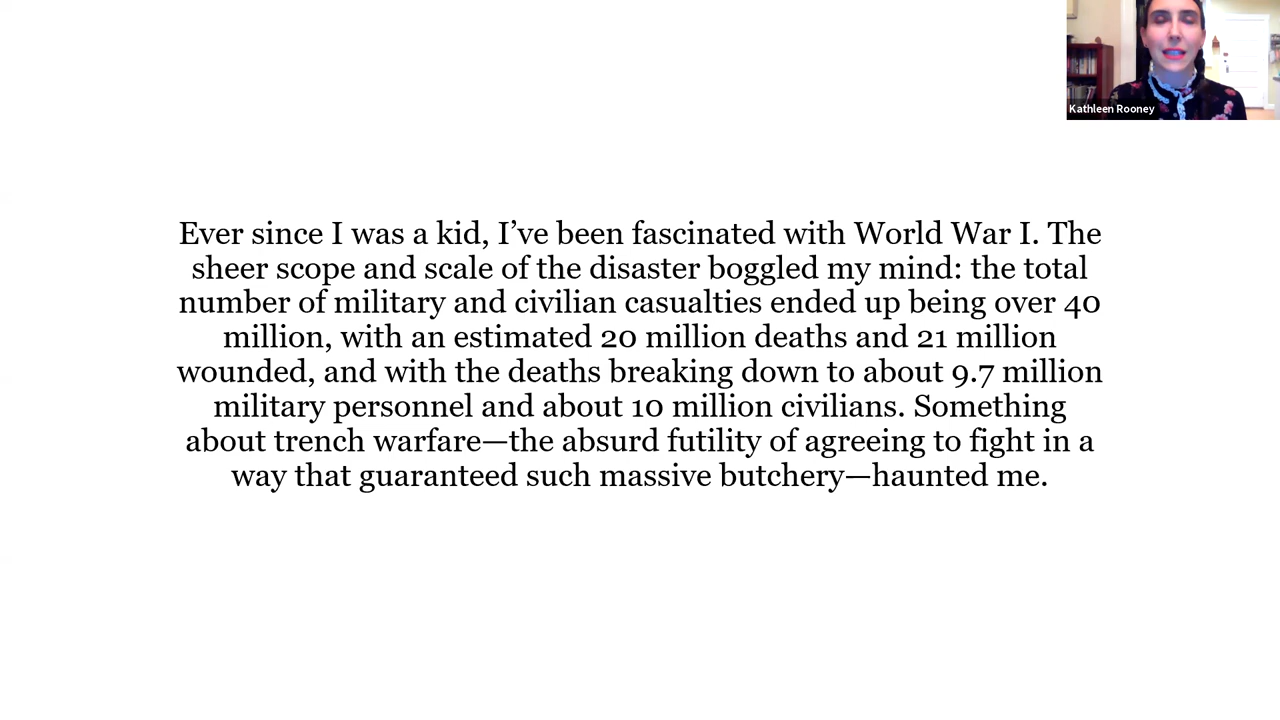 Kathleen Rooney
Ever since I was a kid, I’ve been fascinated with World War I. The
sheer scope and scale of the disaster boggled my mind: the total
number of military and civilian casualties ended up being over 40
million, with an estimated 20 million deaths and 21 million
wounded, and with the deaths breaking down to about 9.7 million
military personnel and about 10 million civilians. Something
about trench warfare—the absurd futility of agreeing to fight in a
way that guaranteed such massive butchery—haunted me.